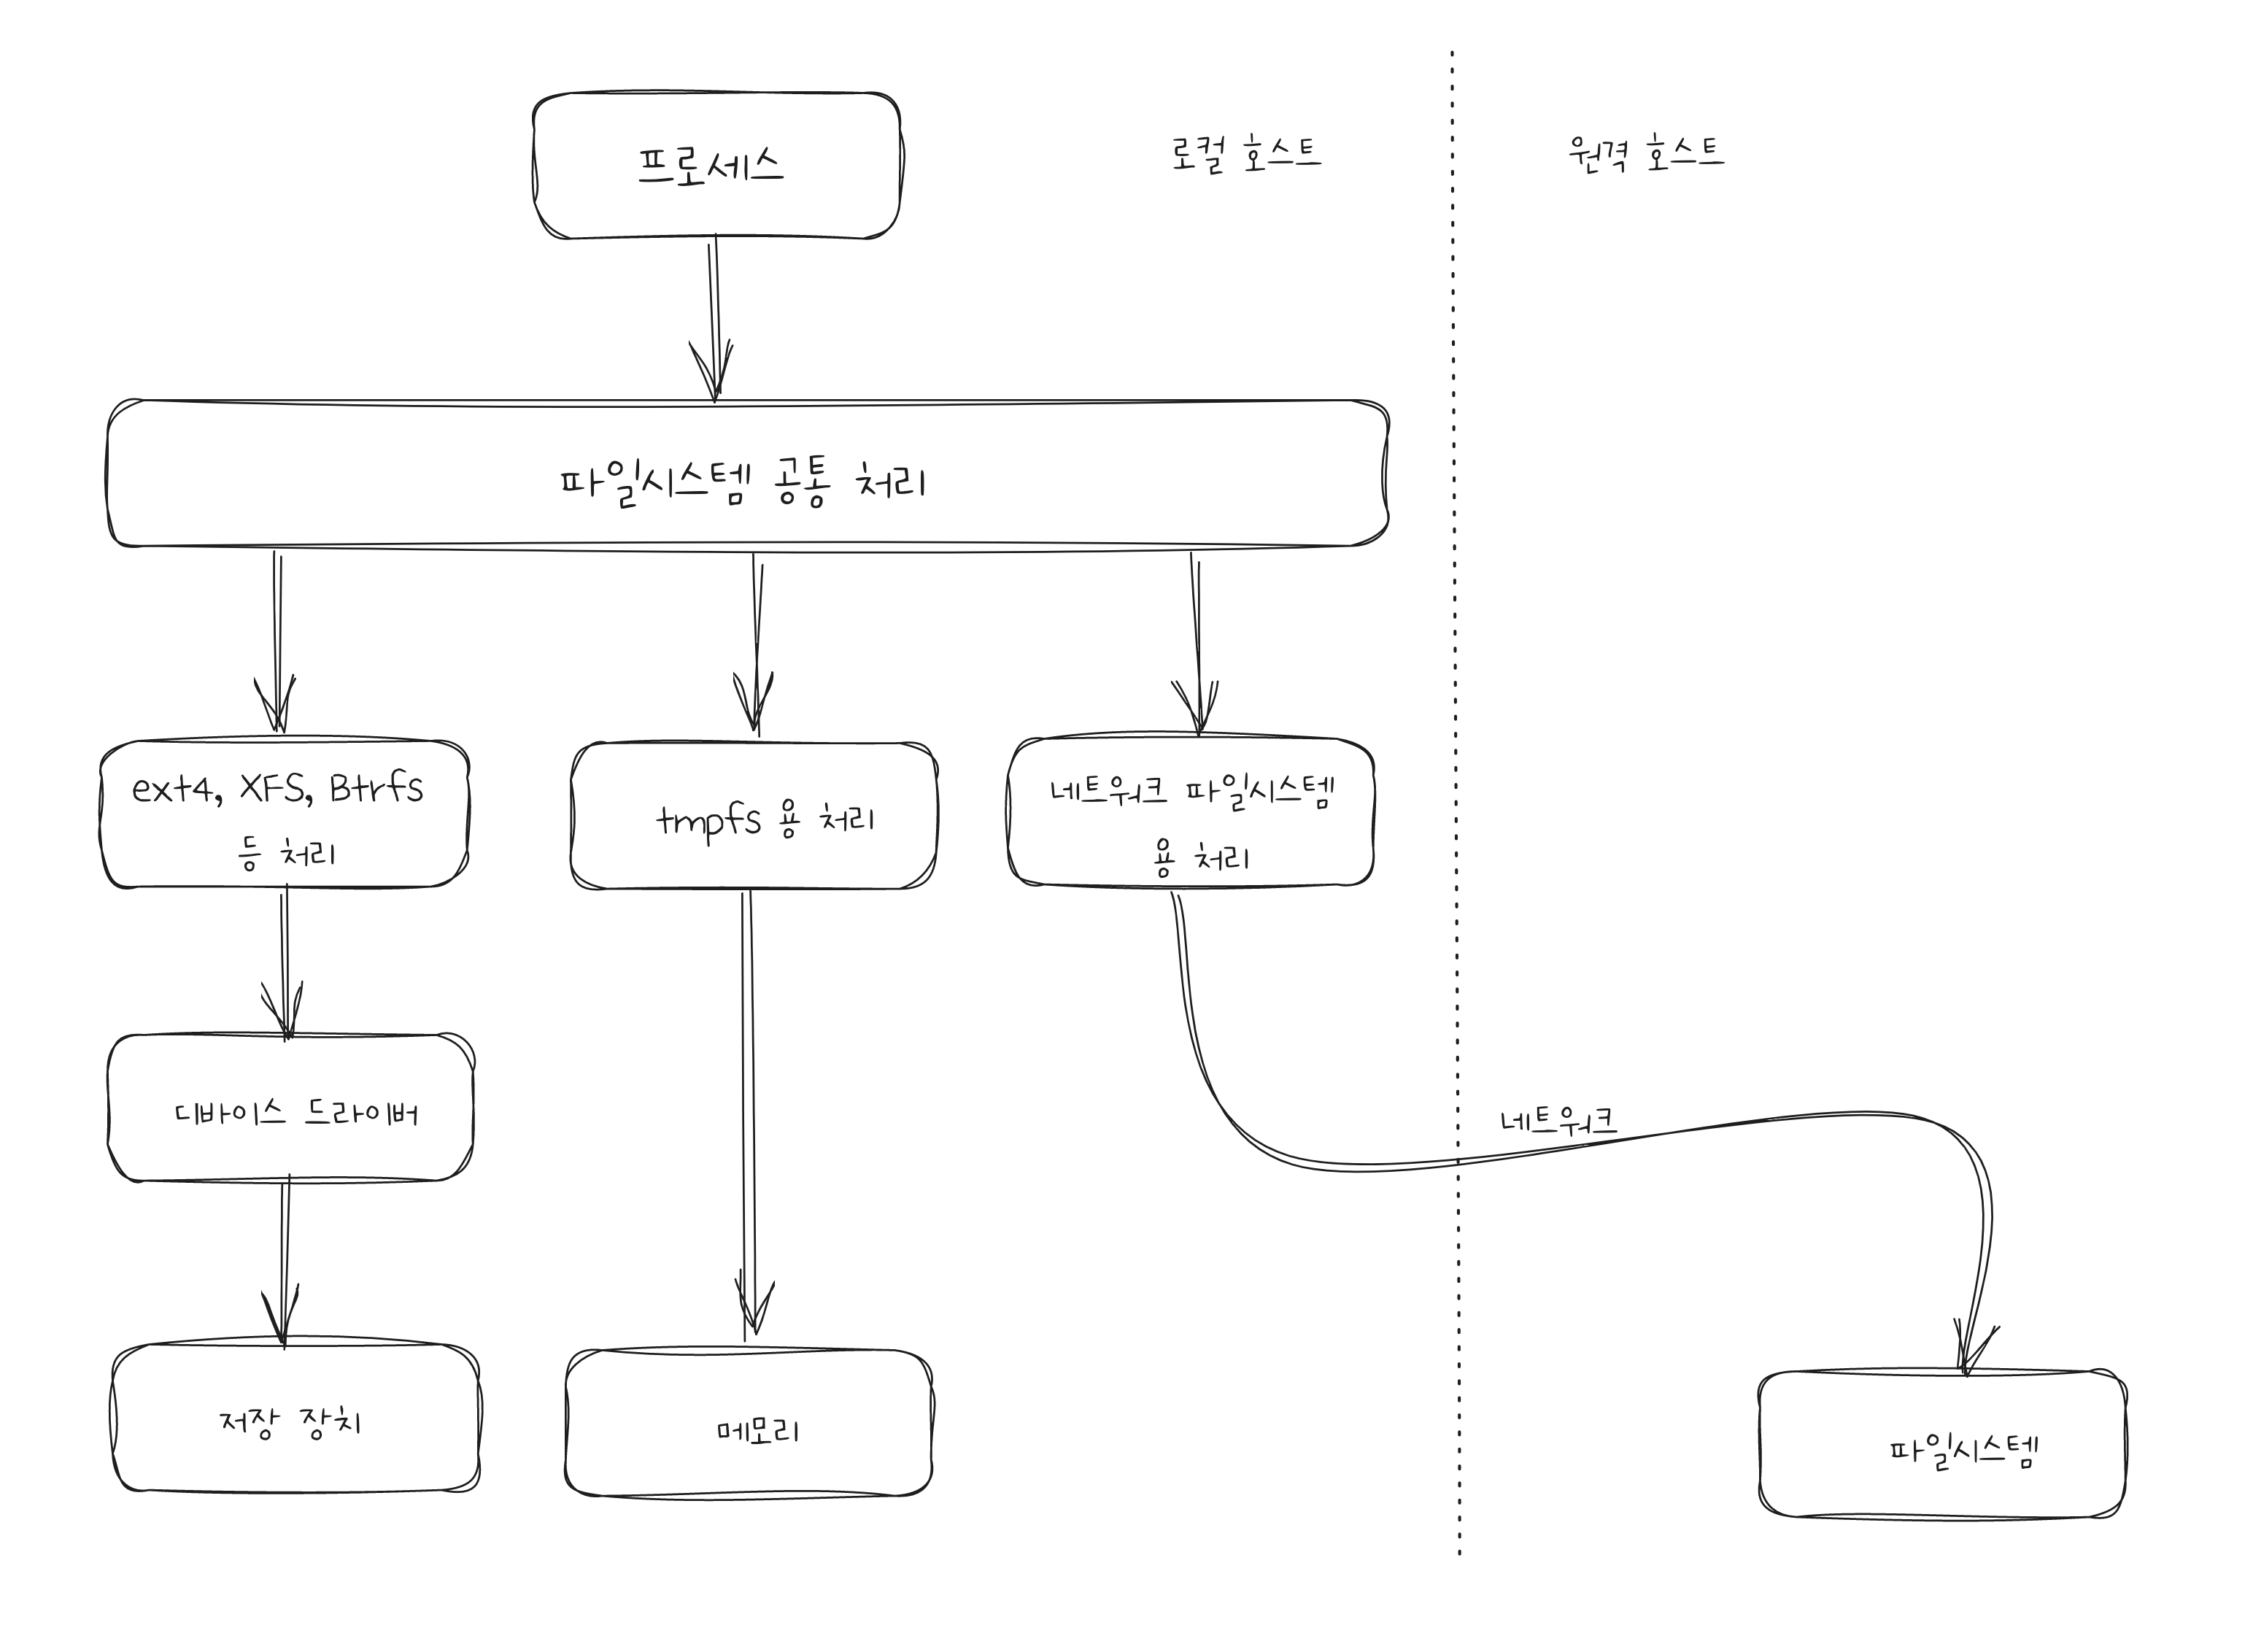 프로세스
로컬 호스트
원격 호스트
파일시스템 공통 처리
ext4, XFS, Btrfs
등 처리
tmpfs 용 처리
네트워크 파일시스템
용 처리
디바이스 드라이버
네트워크
저장 장치
메모리
파일시스템